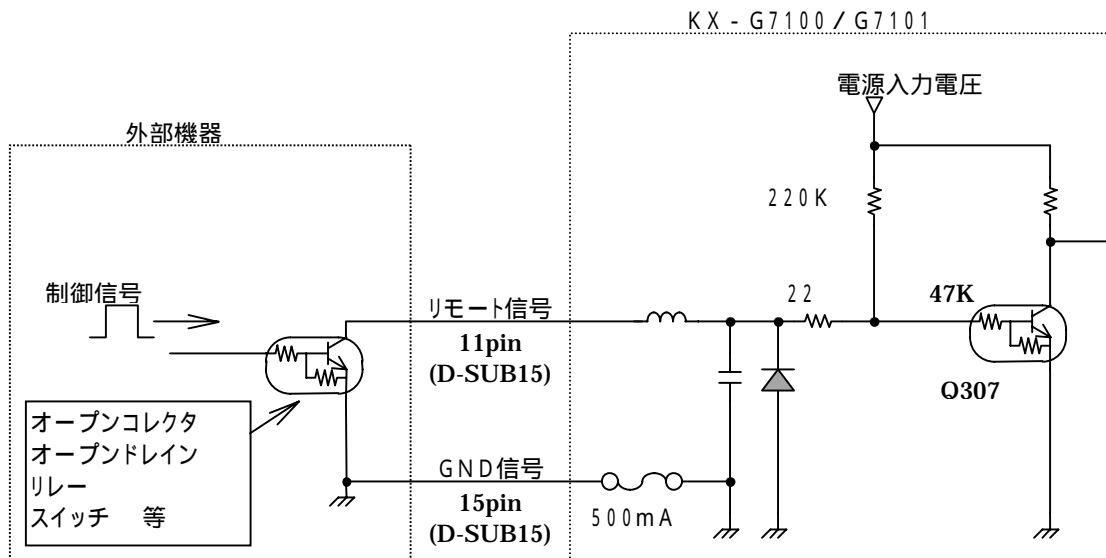 KX-G7100/G7101
電源入力電圧
外部機器
220K
制御信号
リモート信号
22
47K
11pin
(D-SUB15)
Q307
オープンコレクタ
オープンドレイン
リレー
スイッチ 等
GND信号
15pin
(D-SUB15)
500mA